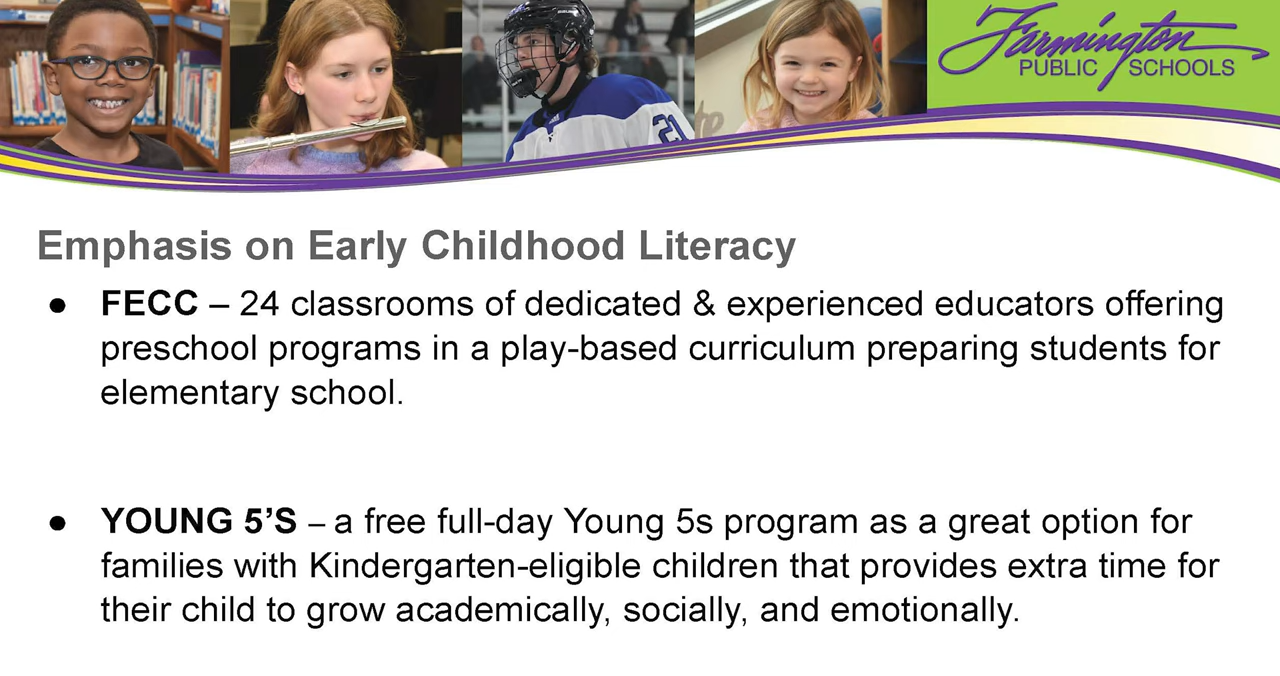 Farmington
PUBLIC SCHOOLS
21
Emphasis on Early Childhood Literacy
● FECC – 24 classrooms of dedicated & experienced educators offering
preschool programs in a play-based curriculum preparing students for
elementary school.
● YOUNG 5’S – a free full-day Young 5s program as a great option for
families with Kindergarten-eligible children that provides extra time for
their child to grow academically, socially, and emotionally.